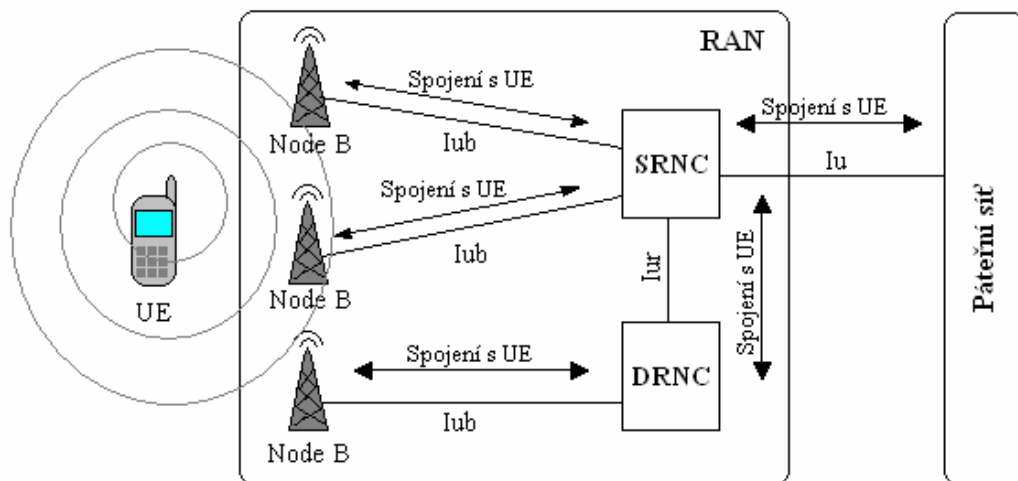 RAN
Spojení s UE
Node B
Iub
SRNC
Spojení s UE
Iu
Spojení s UE
Node B
Iub
UE
Iur
Spojení s UE
Páteřní síť
Spojení s UE
DRNC
Node B
Iub